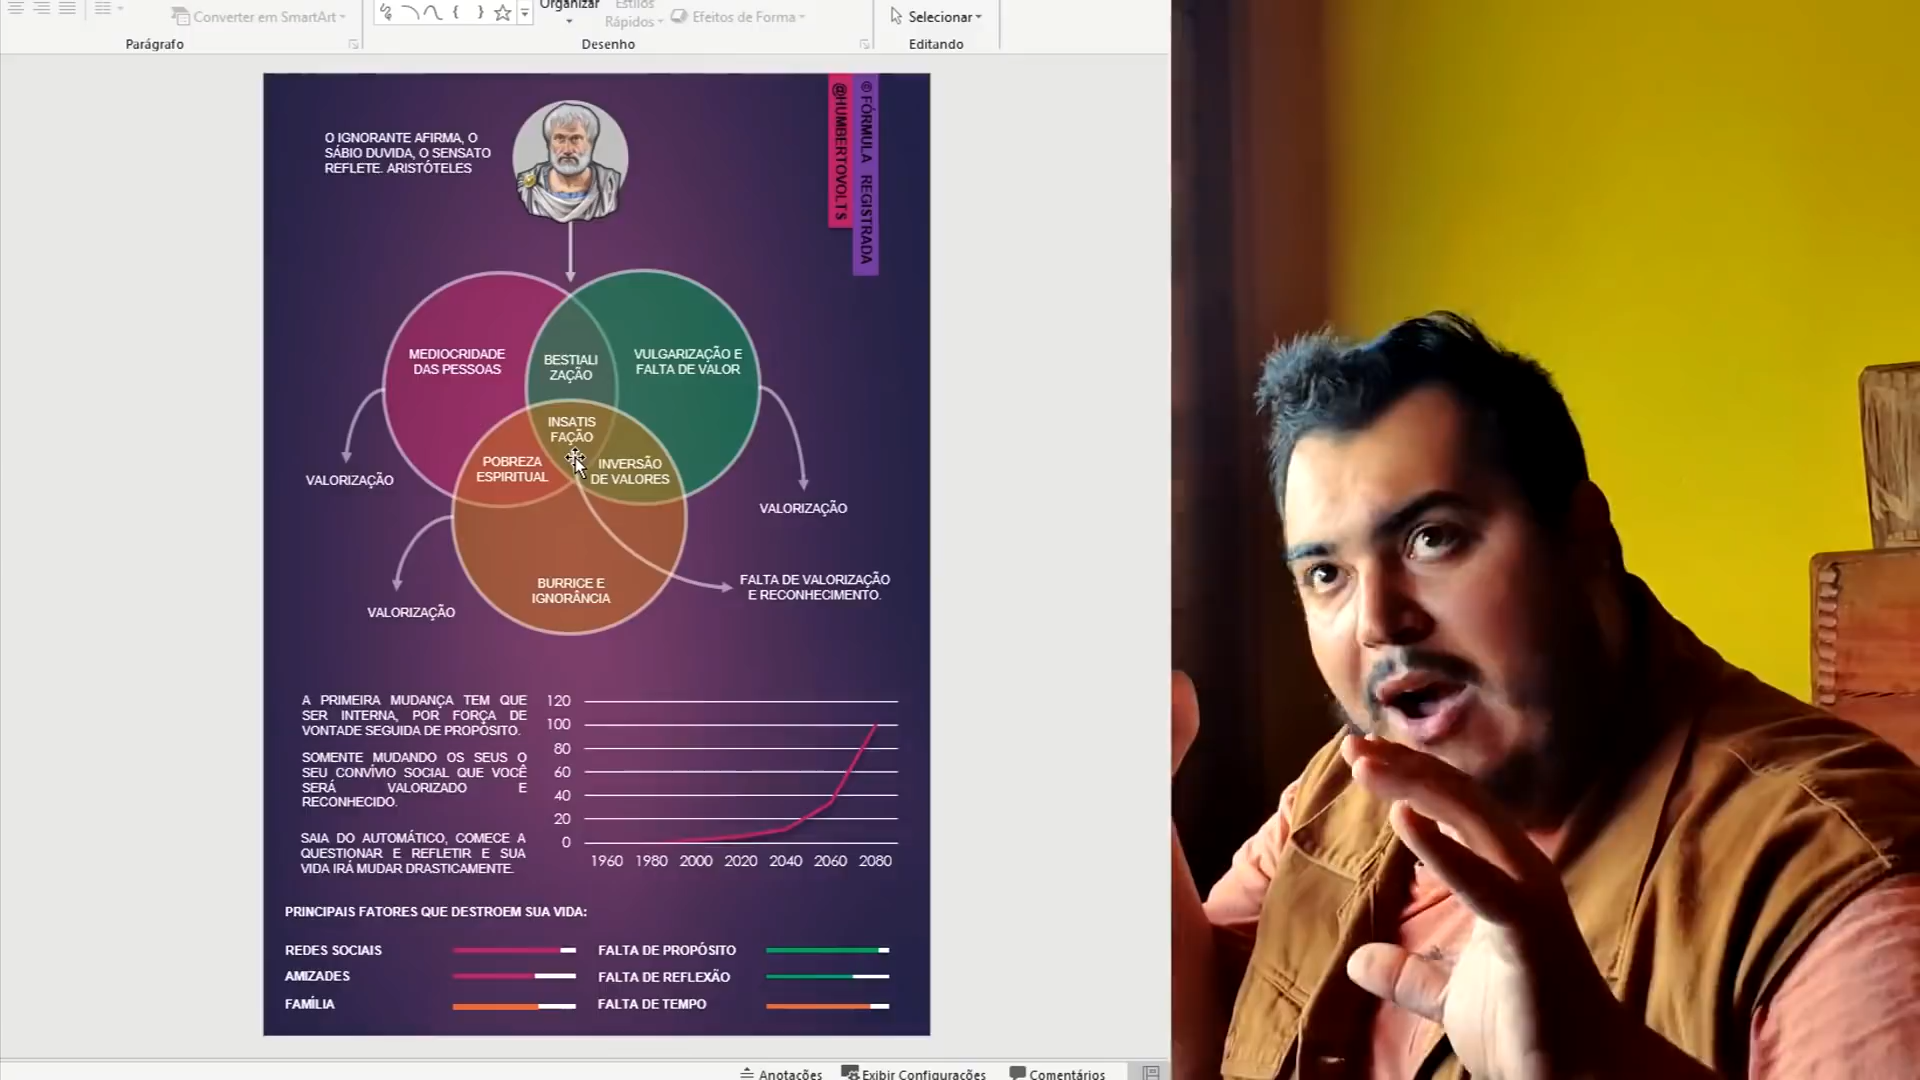 Converter em SmartArt
Organizar
Estilos
Rápidos
Efeitos de Forma
Selecionar
Parágrafo
Desenho
Editando
O IGNORANTE AFIRMA, O
SÁBIO DUVIDA, O SENSATO
REFLETE. ARISTÓTELES
@HUMBERTOVOLTS
© FÓRMULA REGISTRADA
MEDIOCRIDADE
DAS PESSOAS
BESTIALI
ZAÇÃO
VULGARIZAÇÃO E
FALTA DE VALOR
INSATIS
FAÇÃO
POBREZA
ESPIRITUAL
INVERSÃO
DE VALORES
VALORIZAÇÃO
VALORIZAÇÃO
BURRICE E
IGNORÂNCIA
FALTA DE VALORIZAÇÃO
E RECONHECIMENTO.
VALORIZAÇÃO
A PRIMEIRA MUDANÇA TEM QUE
SER INTERNA, POR FORÇA DE
VONTADE SEGUIDA DE PROPÓSITO.
SOMENTE MUDANDO OS SEUS O
SEU CONVÍVIO SOCIAL QUE VOCÊ
SERÁ VALORIZADO E
RECONHECIDO.
SAIA DO AUTOMÁTICO, COMECE A
QUESTIONAR E REFLETIR E SUA
VIDA IRÁ MUDAR DRASTICAMENTE.
120
100
80
60
40
20
0
1960 1980 2000 2020 2040 2060 2080
PRINCIPAIS FATORES QUE DESTROEM SUA VIDA:
REDES SOCIAIS
FALTA DE PROPÓSITO
AMIZADES
FALTA DE REFLEXÃO
FAMÍLIA
FALTA DE TEMPO
Anotações
Exibir Configurações
Comentários